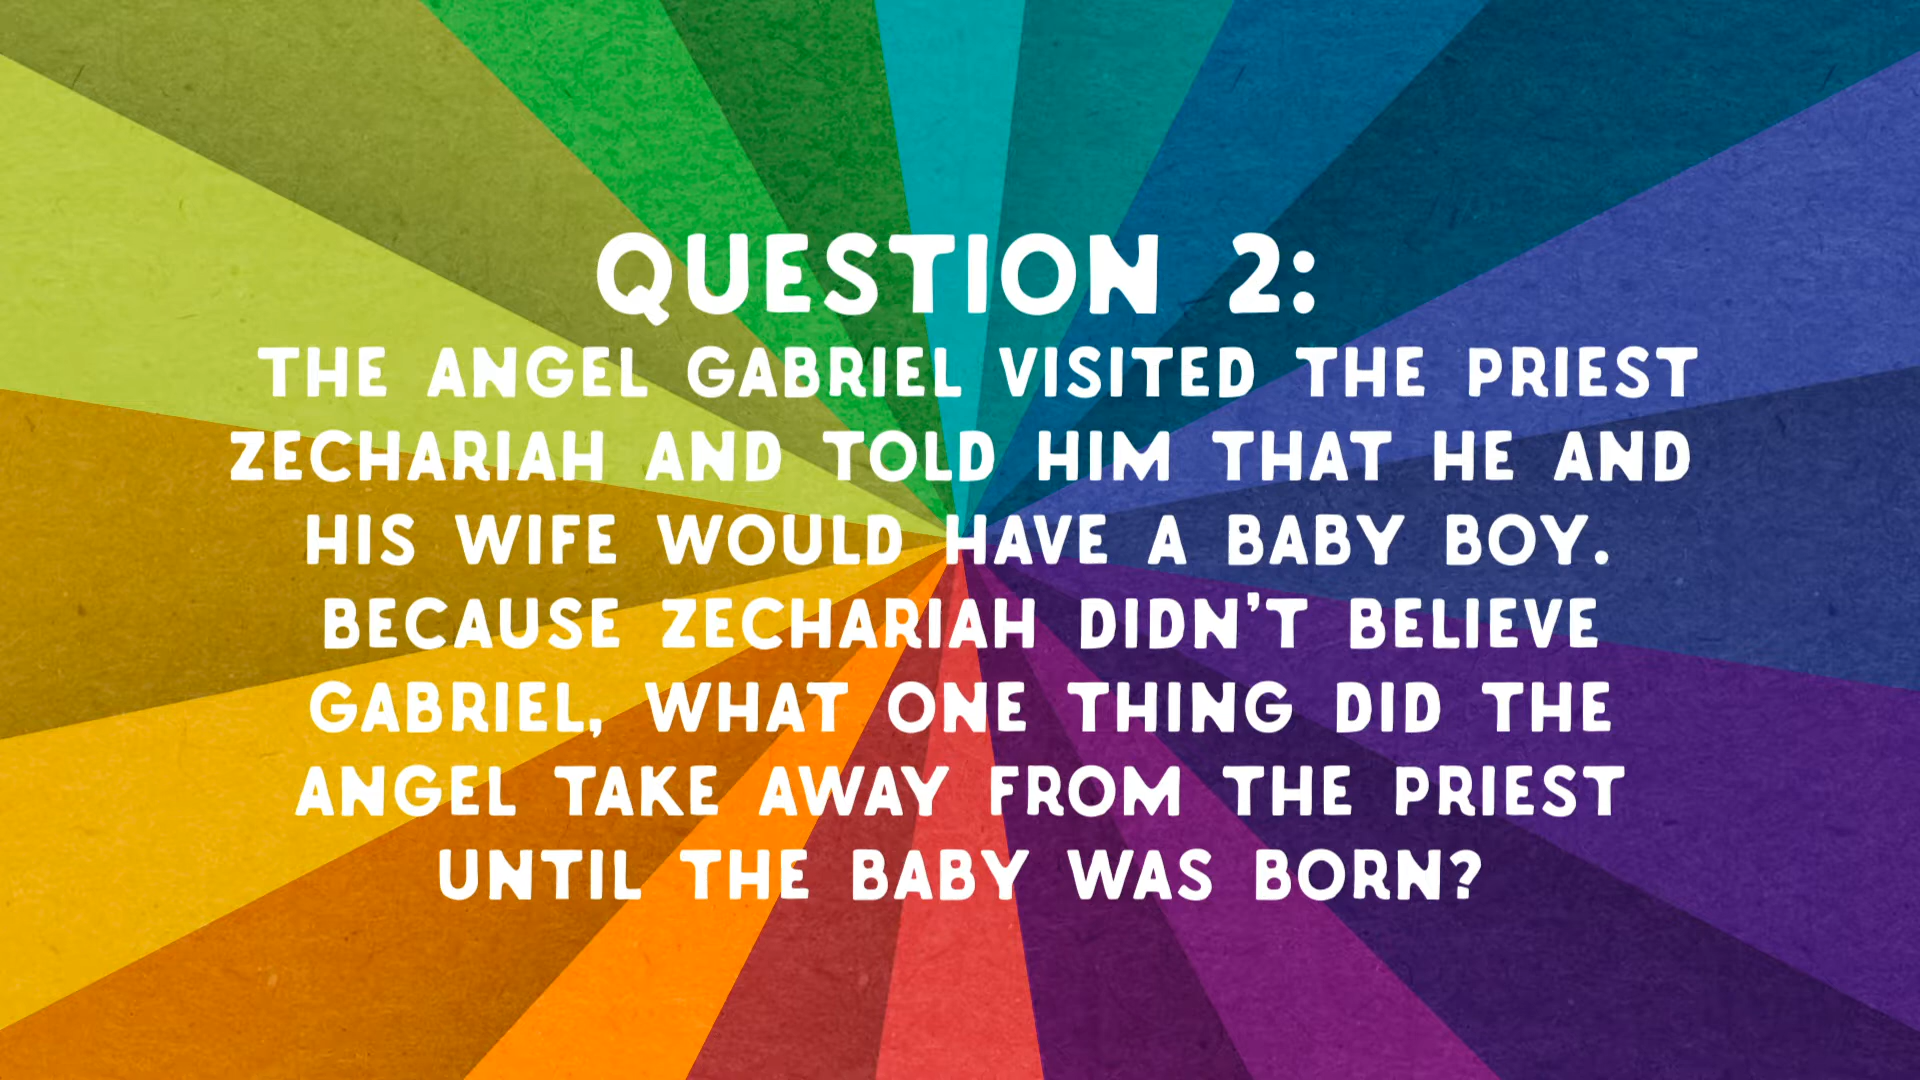 QUESTION 2:
THE ANGEL GABRIEL VISITED THE PRIEST
ZECHARIAH AND TOLD HIM THAT HE AND
HIS WIFE WOULD HAVE A BABY BOY.
BECAUSE ZECHARIAH DIDN'T BELIEVE
GABRIEL, WHAT ONE THING DID THE
ANGEL TAKE AWAY FROM THE PRIEST
UNTIL THE BABY WAS BORN?